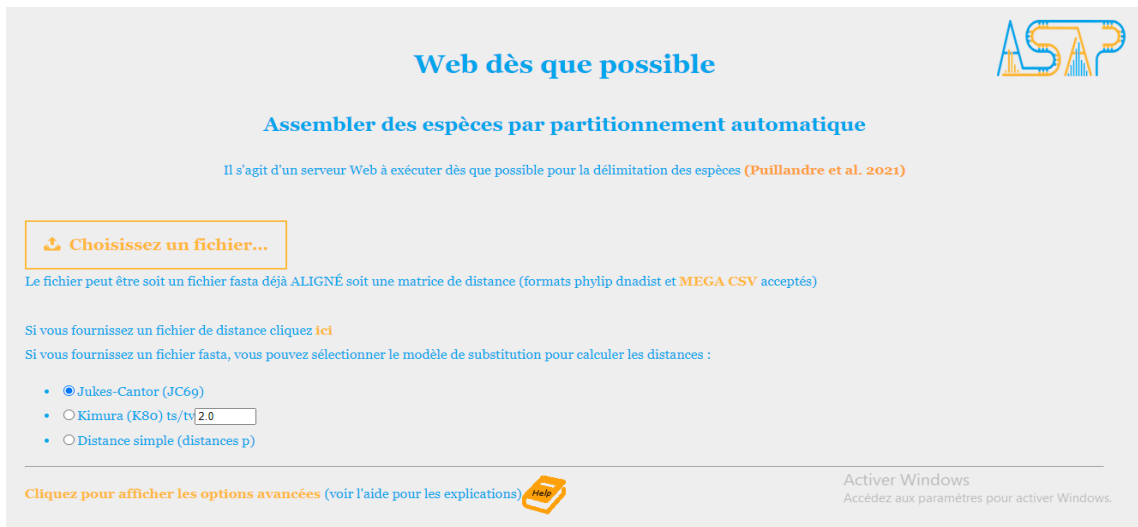 ASAP
Web dès que possible
Assembler des espèces par partitionnement automatique
Il s'agit d'un serveur Web à exécuter dès que possible pour la délimitation des espèces (Puillandre et al. 2021)
Choisissez un fichier...
Le fichier peut être soit un fichier fasta déjà ALIGNÉ soit une matrice de distance (formats phylip dnadist et MEGA CSV acceptés)
Si vous fournissez un fichier de distance cliquez ici
Si vous fournissez un fichier fasta, vous pouvez sélectionner le modèle de substitution pour calculer les distances :
Jukes-Cantor (JC69)
Kimura (K80) ts/tv 2.0
Distance simple (distances p)
Cliquez pour afficher les options avancées (voir l'aide pour les explications) Help
Activer Windows
Accédez aux paramètres pour activer Windows.